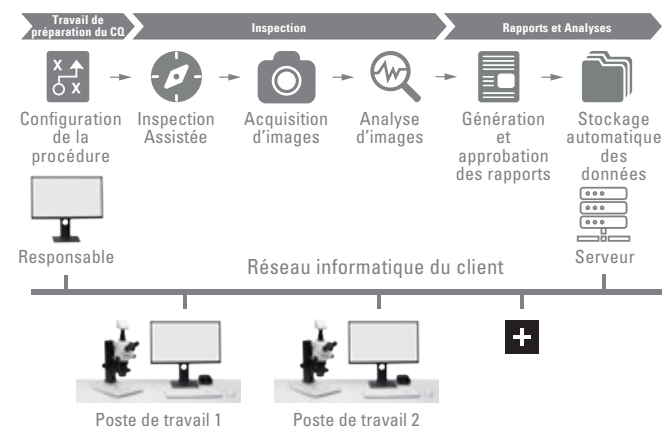 Travail de
préparation du CQ
Inspection
Rapports et Analyses
Configuration
de la
procédure
Inspection
Assistée
Acquisition
d'images
Analyse
d'images
Génération
et
approbation
des rapports
Stockage
automatique
des
données
Responsable
Réseau informatique du client
Serveur
Poste de travail 1
Poste de travail 2